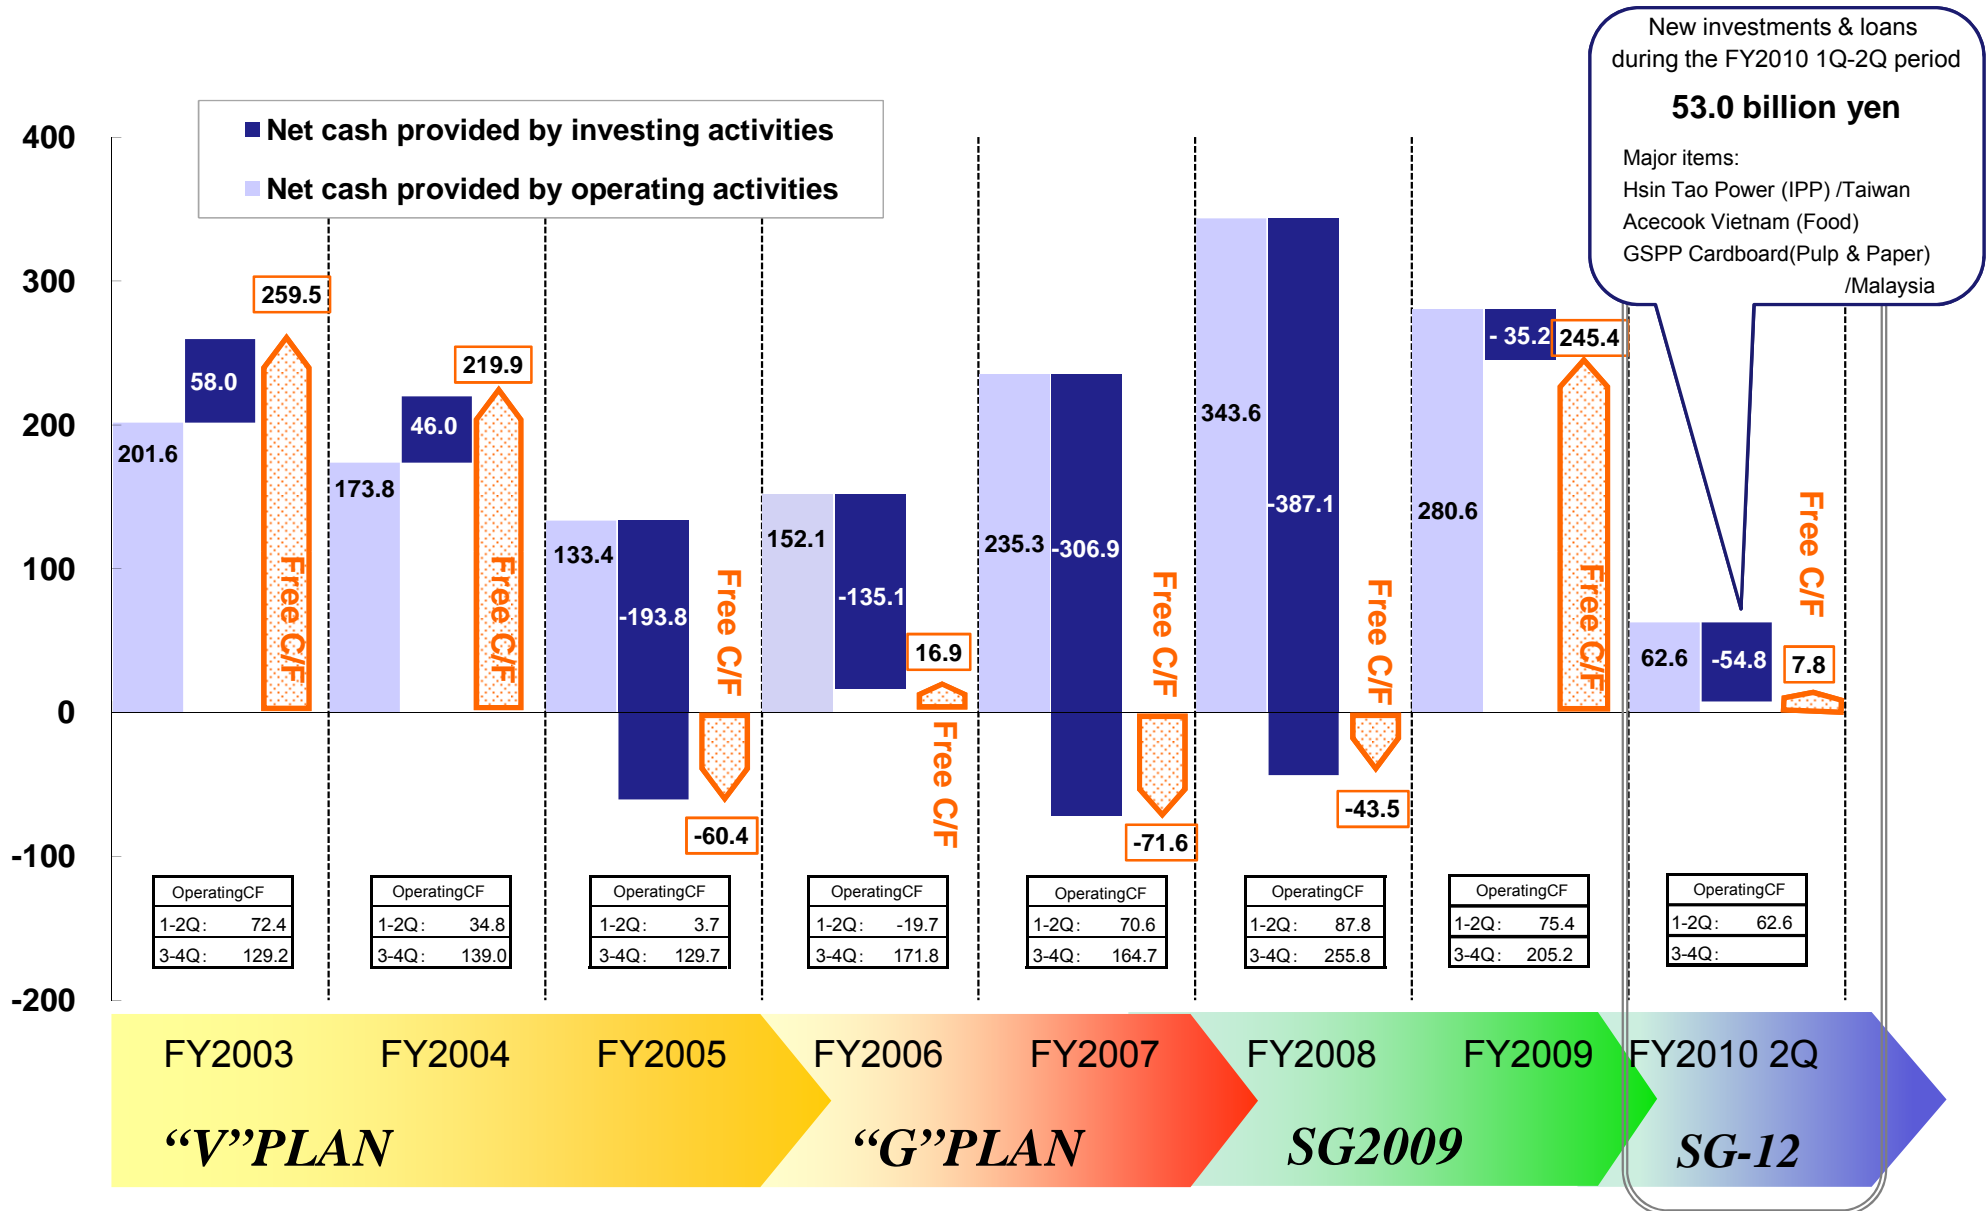 New investments & loans
during the FY2010 1Q-2Q period
53.0 billion yen
Major items:
Hsin Tao Power (IPP) /Taiwan
Acecook Vietnam (Food)
GSPP Cardboard(Pulp & Paper)
/Malaysia
Net cash provided by investing activities
Net cash provided by operating activities
400
300
200
100
0
-100
-200
201.6
58.0
259.5
Free C/F
173.8
46.0
219.9
Free C/F
133.4
-193.8
Free C/F
-60.4
152.1
-135.1
16.9
Free C/F
235.3
-306.9
Free C/F
-71.6
343.6
-387.1
Free C/F
-43.5
280.6
- 35.2
245.4
Free C/F
62.6
-54.8
7.8
Free C/F
OperatingCF
1-2Q: 72.4
3-4Q: 129.2
OperatingCF
1-2Q: 34.8
3-4Q: 139.0
OperatingCF
1-2Q: 3.7
3-4Q: 129.7
OperatingCF
1-2Q: -19.7
3-4Q: 171.8
OperatingCF
1-2Q: 70.6
3-4Q: 164.7
OperatingCF
1-2Q: 87.8
3-4Q: 255.8
OperatingCF
1-2Q: 75.4
3-4Q: 205.2
OperatingCF
1-2Q: 62.6
3-4Q:
FY2003 FY2004 FY2005 FY2006 FY2007 FY2008 FY2009 FY2010 2Q
“V”PLAN “G”PLAN SG2009 SG-12